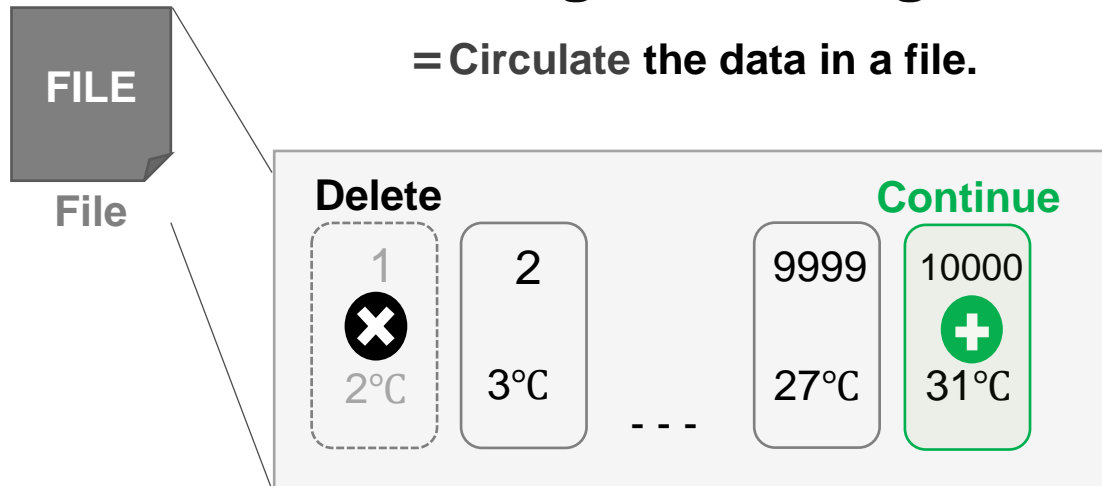 = Circulate the data in a file.
FILE
File
Delete
Continue
1
2
9999
10000
2℃
3℃
27℃
31℃
- - -